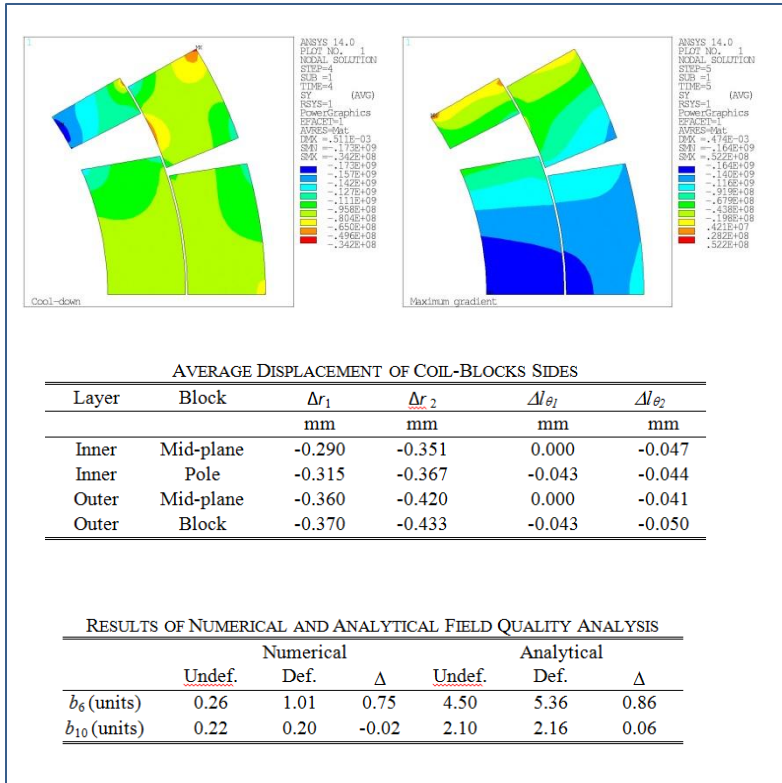 1
ANSYS 14.0
PLOT NO. 1
NODAL SOLUTION
STEP=4
SUB =1
TIME=4
SY (AVG)
RSYS=1
PowerGraphics
EFACET=1
AVRES=Mat
DMX =.511E-03
SMN =-.173E+09
SMX =-.342E+08
-.173E+09
-.157E+09
-.142E+09
-.127E+09
-.111E+09
-.958E+08
-.804E+08
-.650E+08
-.496E+08
-.342E+08
MX
Cool-down
1
ANSYS 14.0
PLOT NO. 1
NODAL SOLUTION
STEP=5
SUB =1
TIME=5
SY (AVG)
RSYS=1
PowerGraphics
EFACET=1
AVRES=Mat
DMX =.474E-03
SMN =-.164E+09
SMX =.522E+08
-.164E+09
-.140E+09
-.116E+09
-.919E+08
-.679E+08
-.438E+08
-.198E+08
.421E+07
.282E+08
.522E+08
Maximum gradient
AVERAGE DISPLACEMENT OF COIL-BLOCKS SIDES
Layer Block Δr1 Δr 2 Δlθ1 Δlθ2
mm mm mm mm
Inner Mid-plane -0.290 -0.351 0.000 -0.047
Inner Pole -0.315 -0.367 -0.043 -0.044
Outer Mid-plane -0.360 -0.420 0.000 -0.041
Outer Block -0.370 -0.433 -0.043 -0.050
RESULTS OF NUMERICAL AND ANALYTICAL FIELD QUALITY ANALYSIS
Numerical Analytical
Undef. Def. Δ Undef. Def. Δ
b6 (units) 0.26 1.01 0.75 4.50 5.36 0.86
b10 (units) 0.22 0.20 -0.02 2.10 2.16 0.06